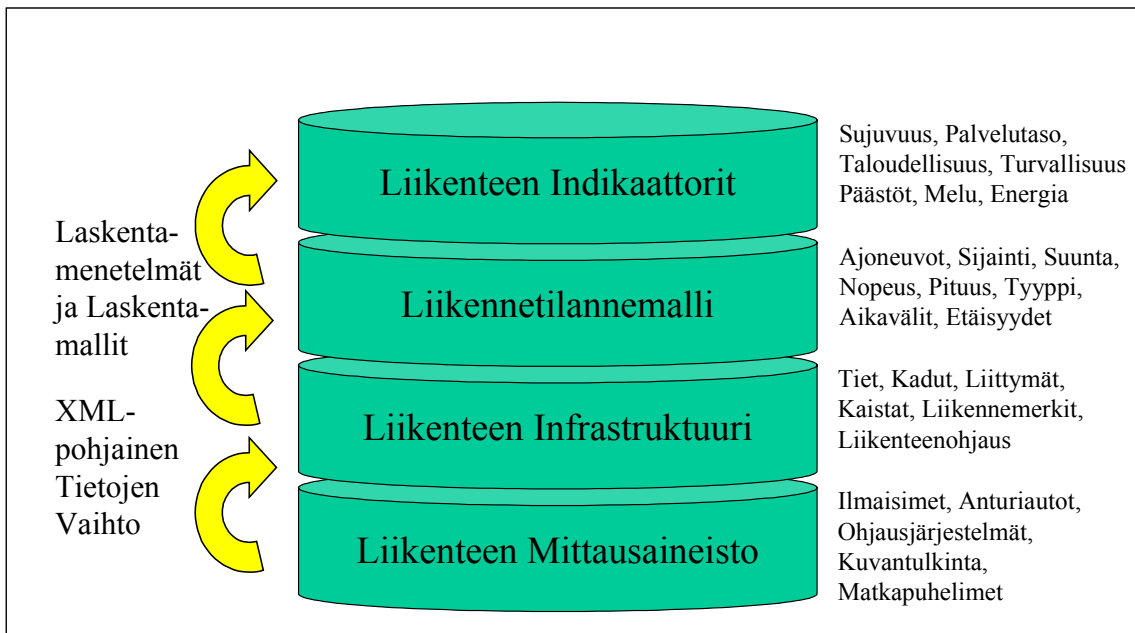 Liikenteen Indikaattorit
Sujuvuus, Palvelutaso,
Taloudellisuus, Turvallisuus
Päästöt, Melu, Energia
Laskenta-
menetelmät
ja Laskenta-
mallit
Liikennetilannemalli
Ajoneuvot, Sijainti, Suunta,
Nopeus, Pituus, Tyyppi,
Aikavälit, Etäisyydet
XML-
pohjainen
Tietojen
Vaihto
Liikenteen Infrastruktuuri
Tiet, Kadut, Liittymät,
Kaistat, Liikennemerkit,
Liikenteenohjaus
Liikenteen Mittausaineisto
Ilmaisimet, Anturiautot,
Ohjausjärjestelmät,
Kuvantulkinta,
Matkapuhelimet